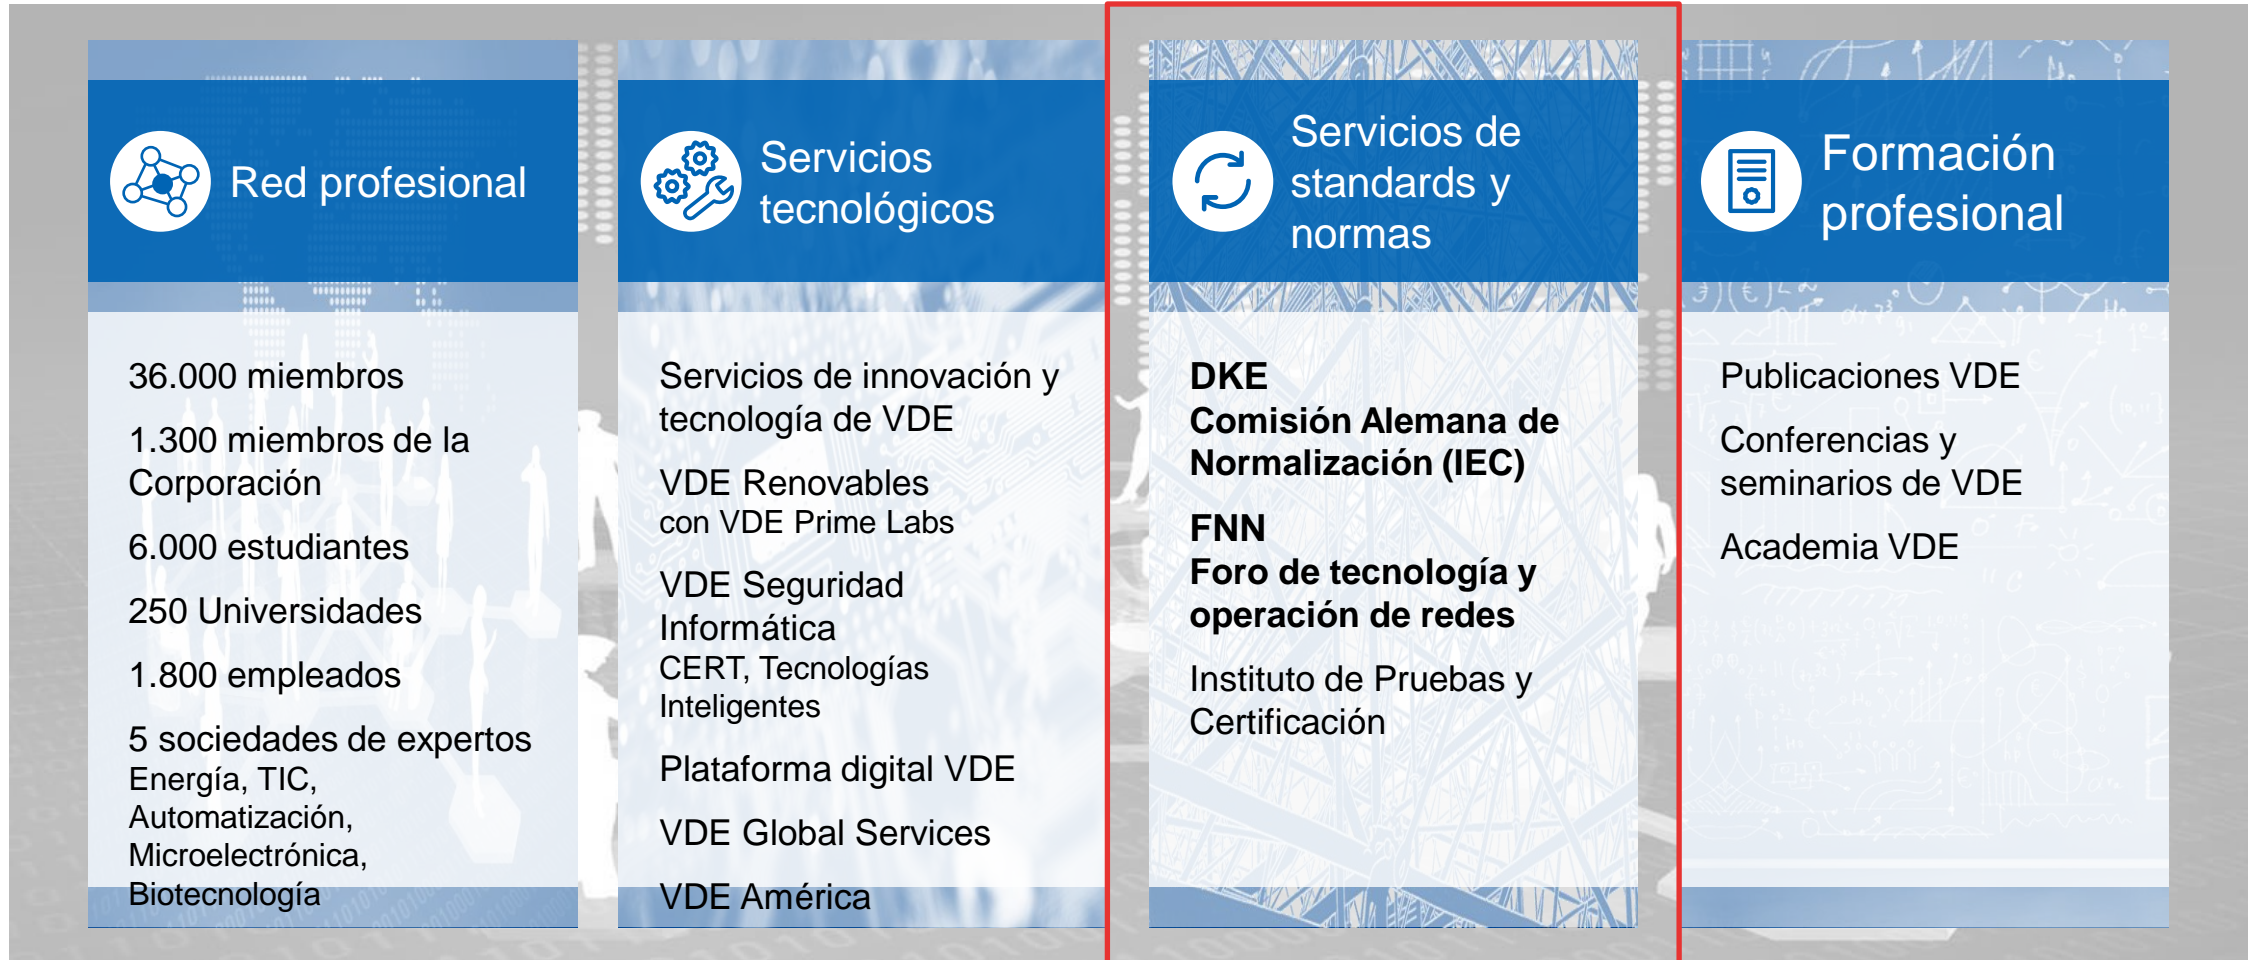 Red profesional
36.000 miembros
1.300 miembros de la
Corporación
6.000 estudiantes
250 Universidades
1.800 empleados
5 sociedades de expertos
Energía, TIC,
Automatización,
Microelectrónica,
Biotecnología
Servicios
tecnológicos
Servicios de innovación y
tecnología de VDE
VDE Renovables
con VDE Prime Labs
VDE Seguridad
Informática
CERT, Tecnologías
Inteligentes
Plataforma digital VDE
VDE Global Services
VDE América
Servicios de
standards y
normas
DKE
Comisión Alemana de
Normalización (IEC)
FNN
Foro de tecnología y
operación de redes
Instituto de Pruebas y
Certificación
Formación
profesional
Publicaciones VDE
Conferencias y
seminarios de VDE
Academia VDE